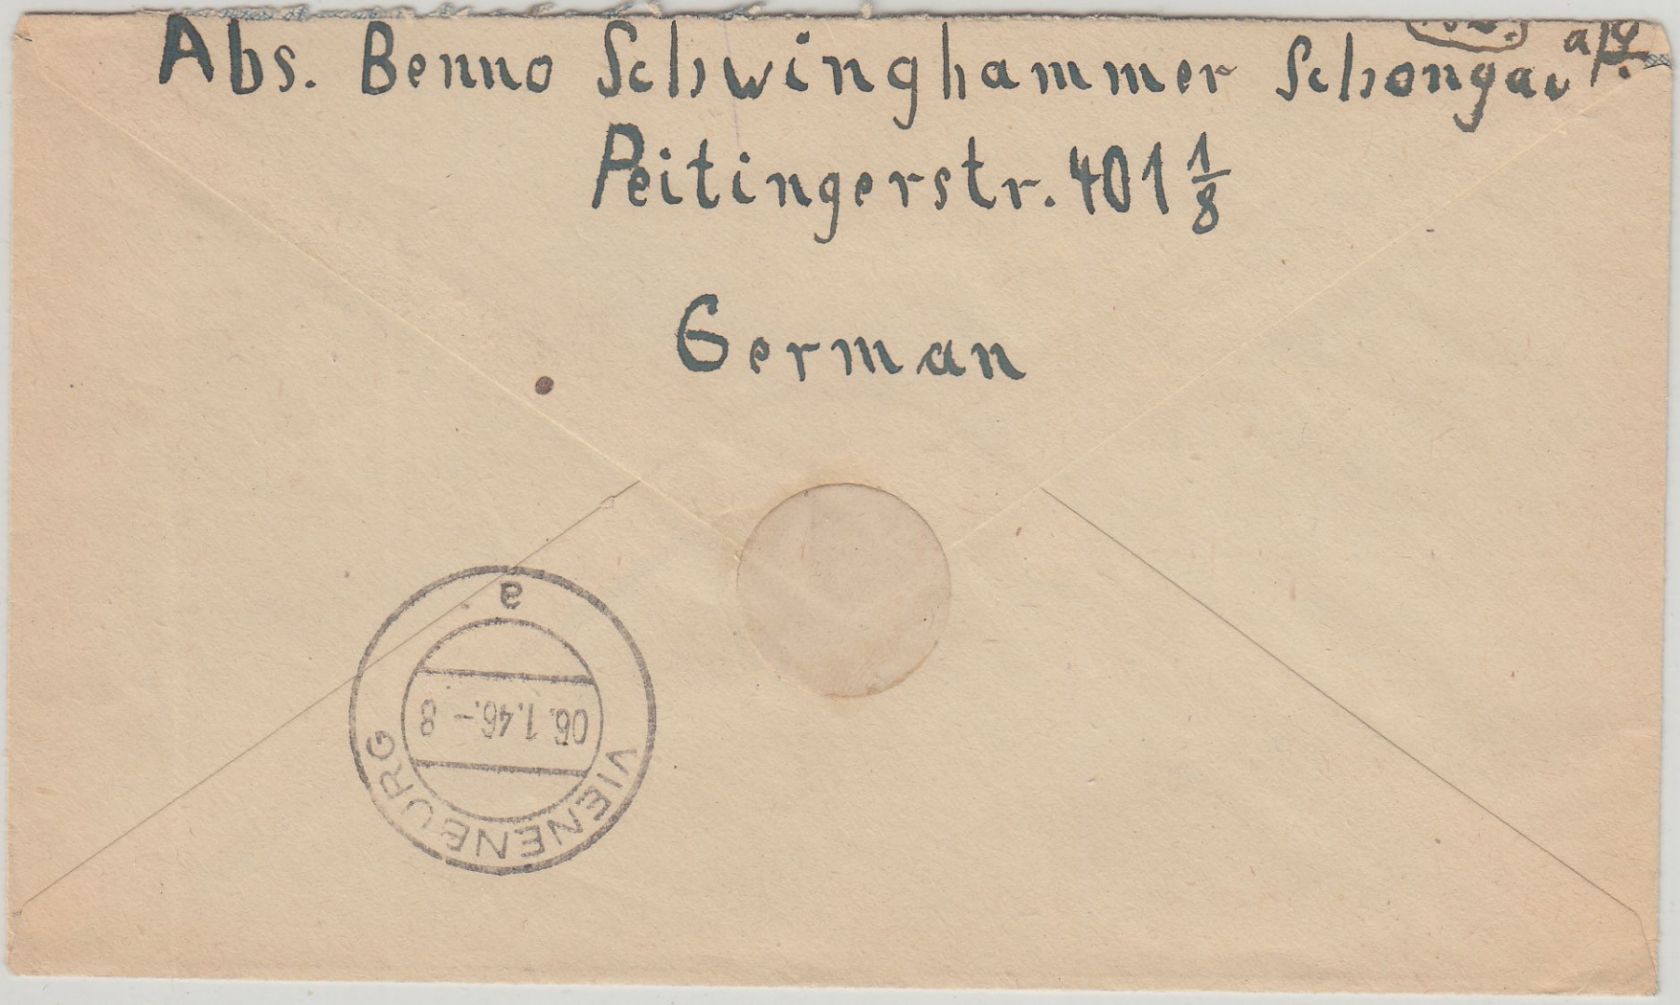 Abs. Benno Schwinghammer Schongau a/L.
Peitingerstr. 401 1/8
German
a
06.1.46.-8
VIENENBURG